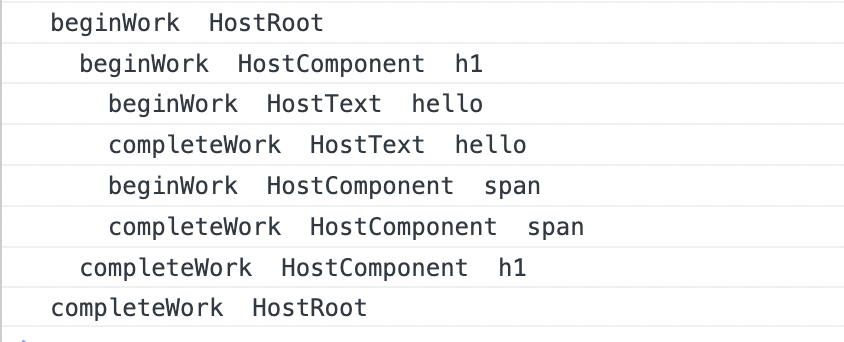 beginWork HostRoot
beginWork HostComponent h1
beginWork HostText hello
completeWork HostText hello
beginWork HostComponent span
completeWork HostComponent span
completeWork HostComponent h1
completeWork HostRoot